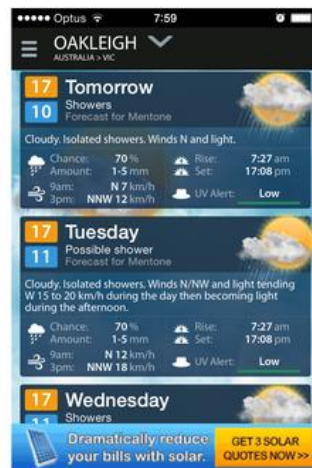 Optus 7:59
OAKLEIGH
AUSTRALIA > VIC
17 Tomorrow
10 Showers
Forecast for Mentone
Cloudy. Isolated showers. Winds N and light.
Chance: 70 % Rise: 7:27 am
Amount: 1-5 mm Set: 17:08 pm
9am: N 7 km/h UV Alert: Low
3pm: NNW 12 km/h
17 Tuesday
11 Possible shower
Forecast for Mentone
Cloudy. Isolated showers. Winds N/NW and light tending
W 15 to 20 km/h during the day then becoming light
during the afternoon.
Chance: 70 % Rise: 7:27 am
Amount: 1-5 mm Set: 17:08 pm
9am: N 12 km/h UV Alert: Low
3pm: NNW 18 km/h
17 Wednesday
11 Showers
Dramatically reduce
your bills with solar.
GET 3 SOLAR
QUOTES NOW >>